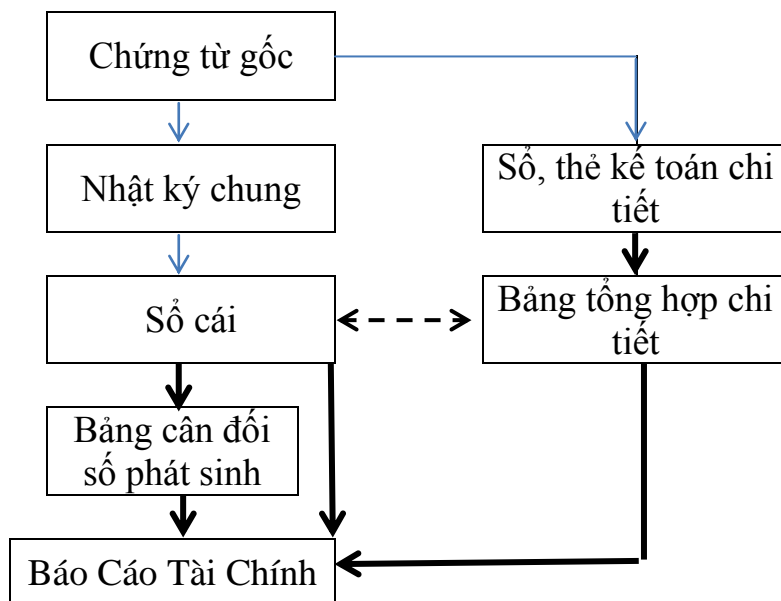 Chứng từ gốc
Nhật ký chung
Sổ, thẻ kế toán chi
tiết
Sổ cái
Bảng tổng hợp chi
tiết
Bảng cân đối
số phát sinh
Báo Cáo Tài Chính